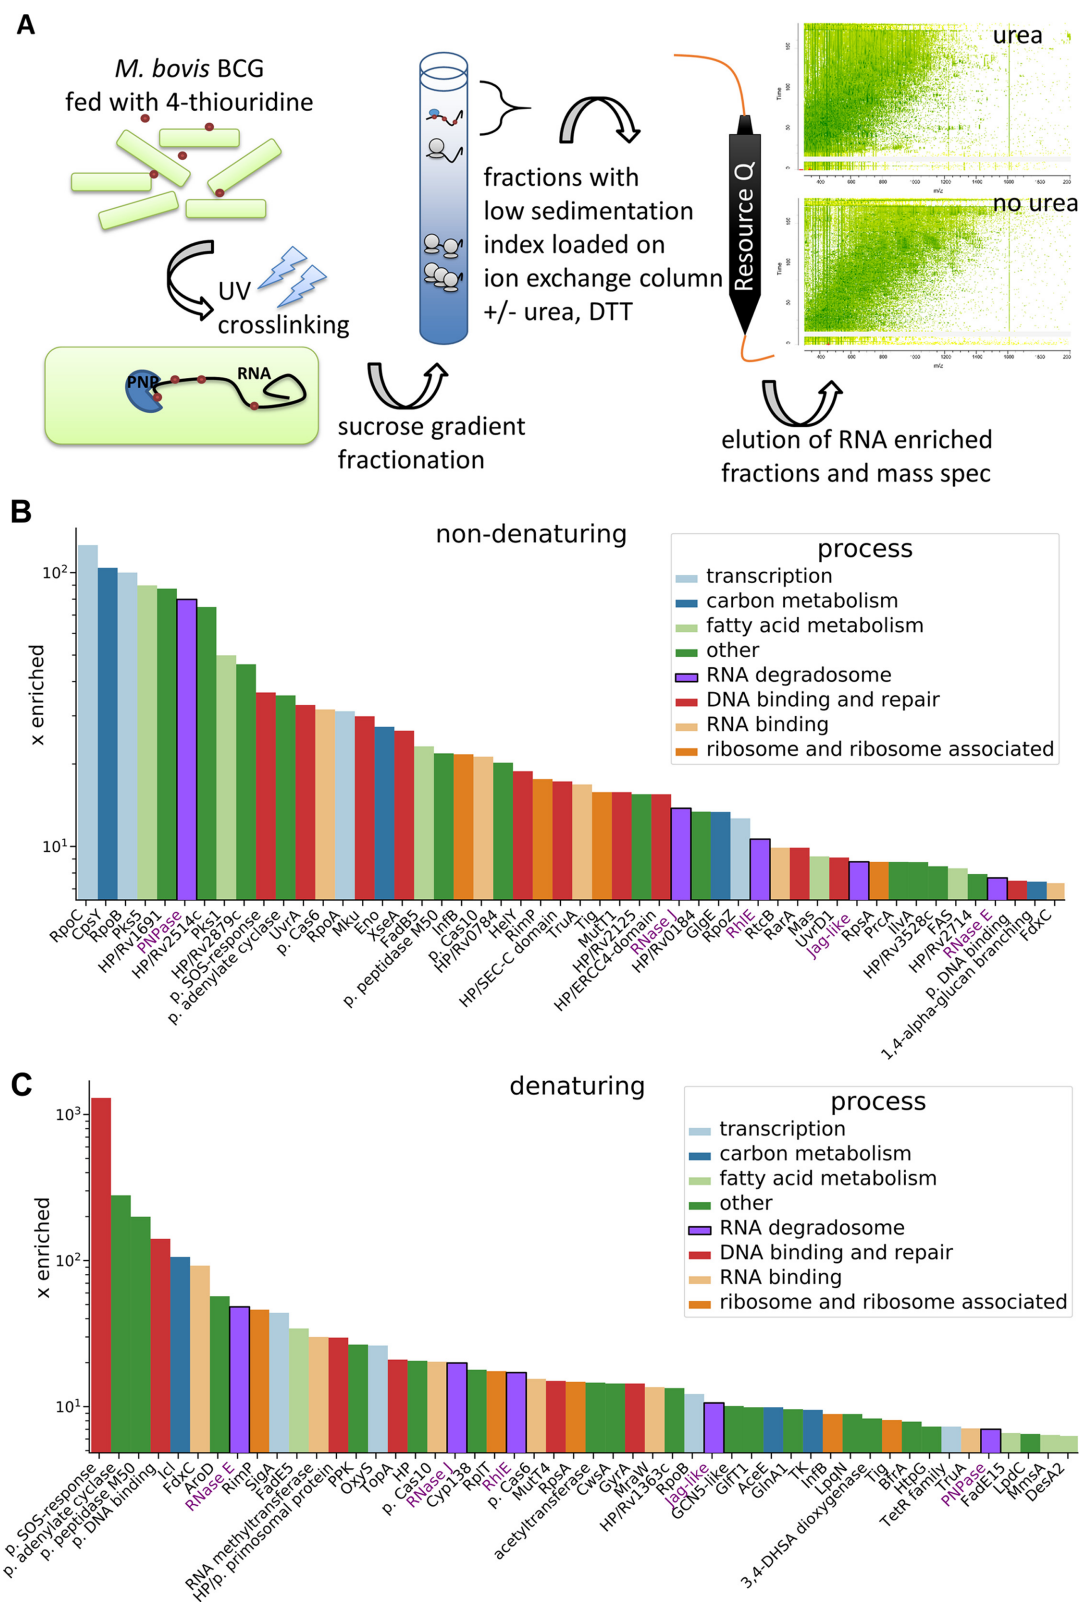 A
M. bovis BCG
fed with 4-thiouridine
UV
crosslinking
PNP
RNA
sucrose gradient
fractionation
fractions with
low sedimentation
index loaded on
ion exchange column
+/- urea, DTT
Resource Q
urea
no urea
Time
m/z
Time
m/z
elution of RNA enriched
fractions and mass spec
B
non-denaturing
x enriched
10²
10¹
process
transcription
carbon metabolism
fatty acid metabolism
other
RNA degradosome
DNA binding and repair
RNA binding
ribosome and ribosome associated
RpoC
CpsY
RpoB
Pks5
HP/Rv1691
PNPase
HP/Rv2514c
Pks1
HP/Rv2879c
p. SOS-response
p. adenylate cyclase
UvrA
p. Cas6
RpoA
Mku
Eno
XseA
FadB5
p. peptidase M50
InfB
p. Cas10
HP/Rv0784
HelY
RimP
HP/SEC-C domain
TruA
Tig
MutT1
HP/Rv2125
HP/ERCC4-domain
RNase J
HP/Rv0184
GlgE
RpoZ
RhlE
RtcB
RarA
Mas
UvrD1
Jag-like
RpsA
PrcA
IlvA
HP/Rv3528c
FAS
HP/Rv2714
RNase E
p. DNA binding
1,4-alpha-glucan branching
FdxC
C
denaturing
x enriched
10³
10²
10¹
process
transcription
carbon metabolism
fatty acid metabolism
other
RNA degradosome
DNA binding and repair
RNA binding
ribosome and ribosome associated
p. SOS-response
p. adenylate cyclase
p. peptidase M50
p. DNA binding
Icl
FdxC
AroD
RNase E
RimP
SigA
FadE5
RNA methyltransferase
HP/p. primosomal protein
PPK
OxyS
TopA
HP
p. Cas10
RNase J
Cyp138
RplT
RhlE
p. Cas6
MutT4
RpsA
acetyltransferase
CwsA
GyrA
MraW
HP/Rv1363c
RpoB
Jag-like
GCN5-like
GlfT1
AceE
GlnA1
TK
InfB
LpqN
3,4-DHSA dioxygenase
Tig
BfrA
HtpG
TetR family
TruA
PNPase
FadE15
LpdC
MmsA
DesA2